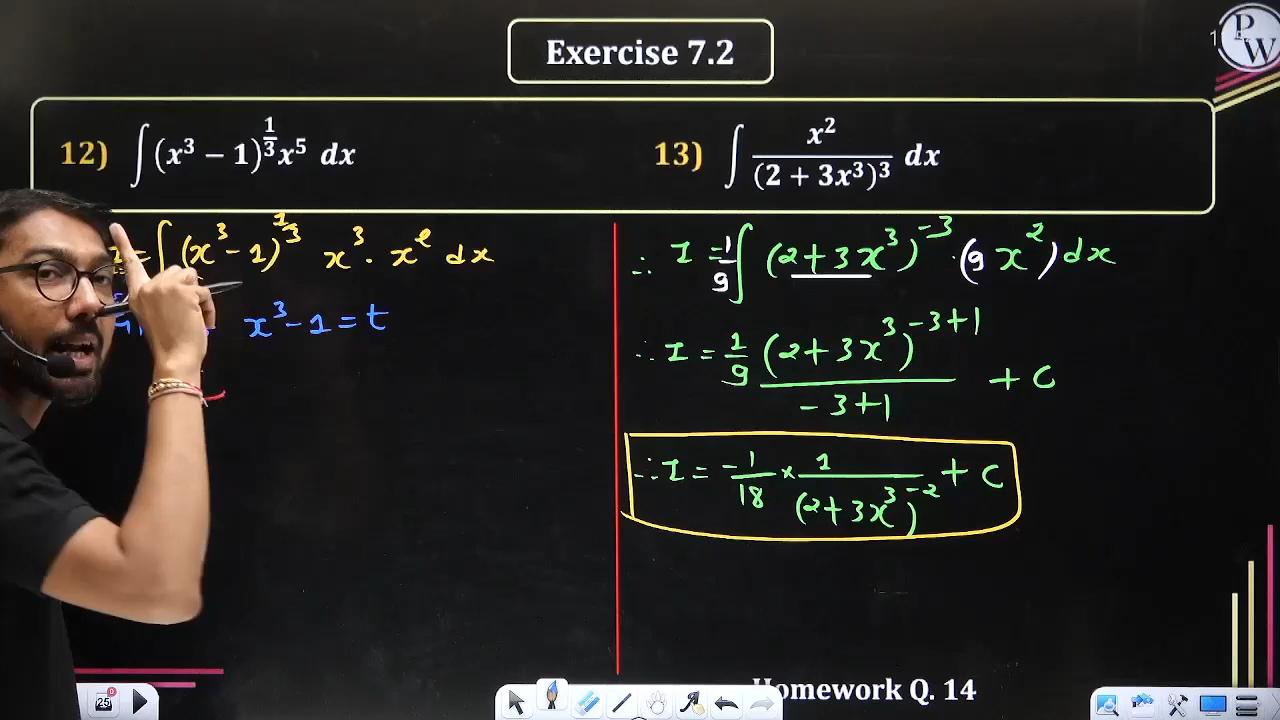 PW
Exercise 7.2
12) ∫ (x³ − 1)^(1/3) x⁵ dx
13) ∫ x² / (2 + 3x³)³ dx
I = ∫ (x³ − 1)^(1/3) x³ · x² dx
x³ − 1 = t
∴ I = 1/9 ∫ (2 + 3x³)^(−3) · (9x²) dx
∴ I = 1/9 (2 + 3x³)^(−3+1) / (−3+1) + C
∴ I = −1/18 × 1 / (2 + 3x³)^(−2) + C
Homework Q. 14
25